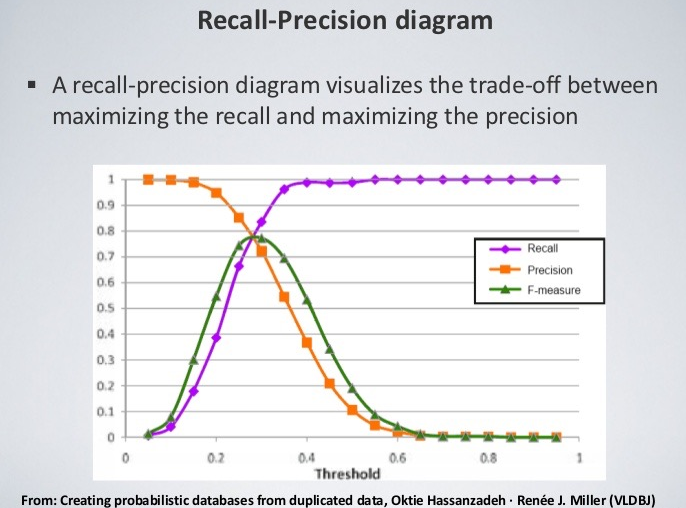 Recall-Precision diagram
▪ A recall-precision diagram visualizes the trade-off between
maximizing the recall and maximizing the precision
1
0.9
0.8
0.7
0.6
0.5
0.4
0.3
0.2
0.1
0
Recall
Precision
F-measure
0 0.2 0.4 0.6 0.8 1
Threshold
From: Creating probabilistic databases from duplicated data, Oktie Hassanzadeh · Renée J. Miller (VLDBJ)